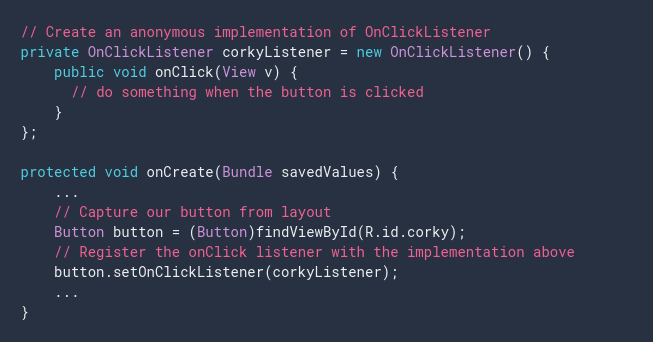 // Create an anonymous implementation of OnClickListener
private OnClickListener corkyListener = new OnClickListener() {
    public void onClick(View v) {
      // do something when the button is clicked
    }
};

protected void onCreate(Bundle savedValues) {
    ...
    // Capture our button from layout
    Button button = (Button)findViewById(R.id.corky);
    // Register the onClick listener with the implementation above
    button.setOnClickListener(corkyListener);
    ...
}